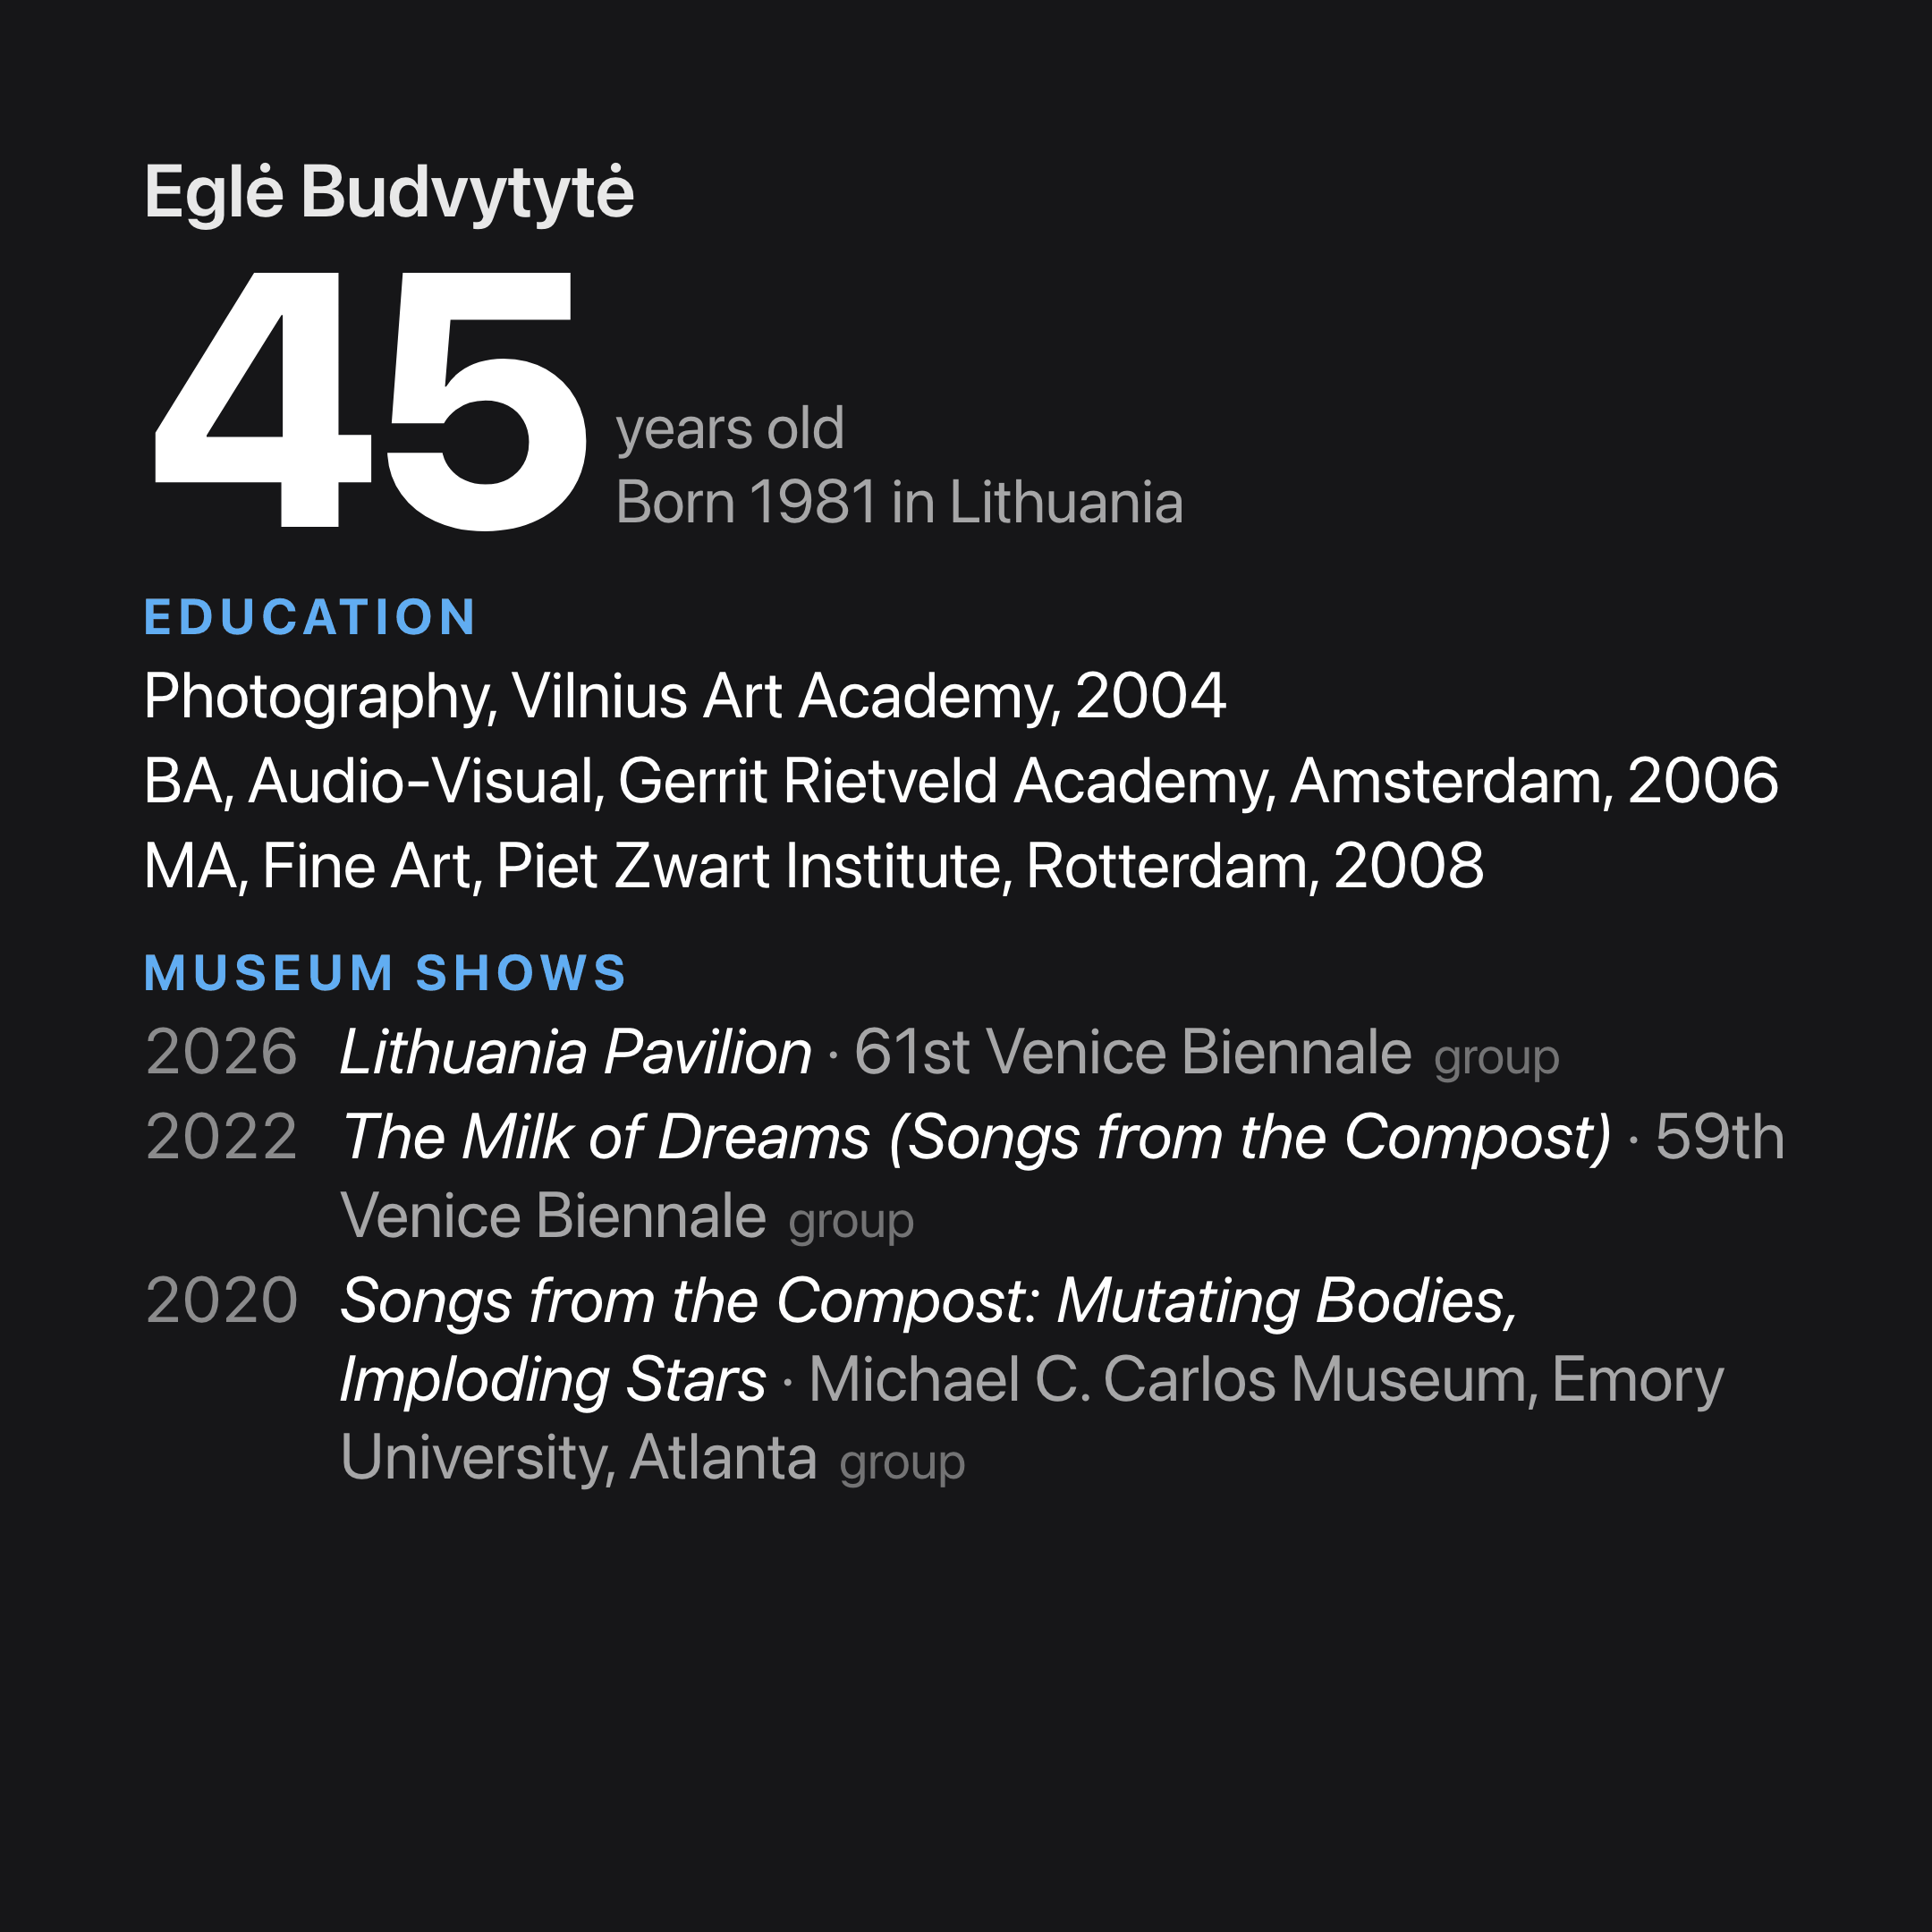 Eglė Budvytytė
45 years old
Born 1981 in Lithuania
EDUCATION
Photography, Vilnius Art Academy, 2004
BA, Audio-Visual, Gerrit Rietveld Academy, Amsterdam, 2006
MA, Fine Art, Piet Zwart Institute, Rotterdam, 2008
MUSEUM SHOWS
2026 Lithuania Pavilion · 61st Venice Biennale group
2022 The Milk of Dreams (Songs from the Compost) · 59th
Venice Biennale group
2020 Songs from the Compost: Mutating Bodies,
Imploding Stars · Michael C. Carlos Museum, Emory
University, Atlanta group